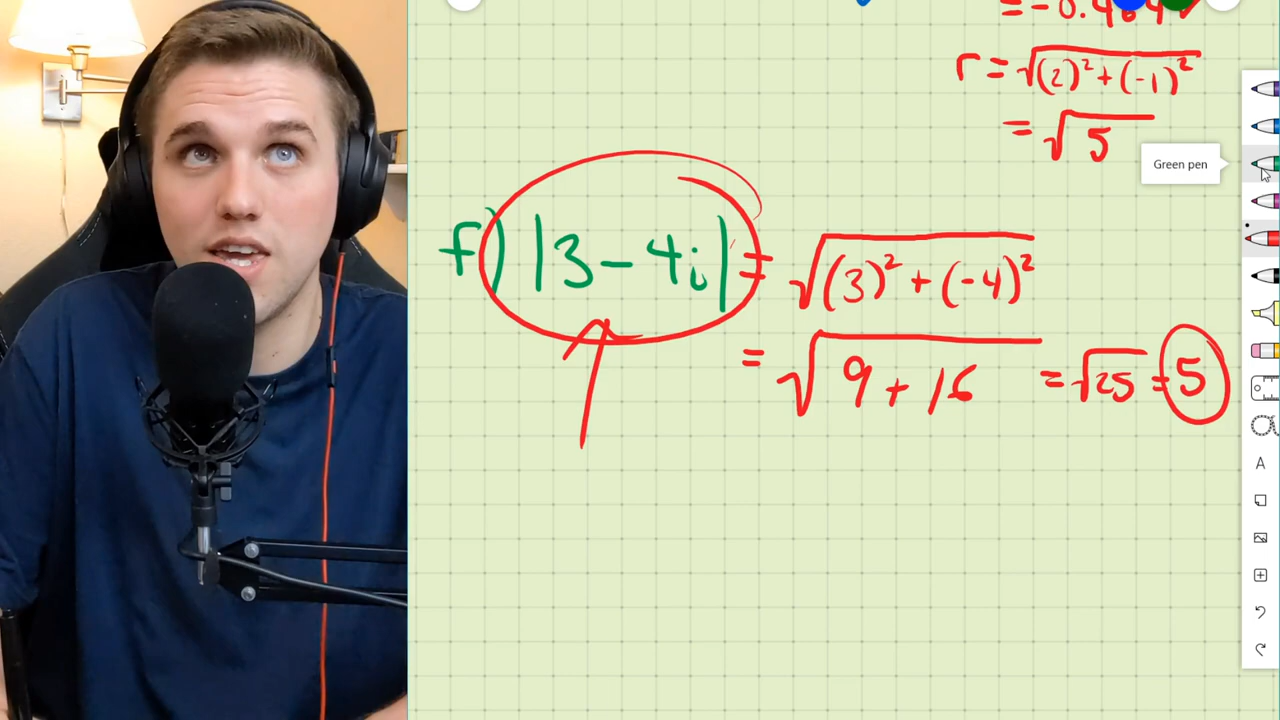 r = √(2)² + (-1)²
= √5
Green pen
f) |3 - 4i| = √(3)² + (-4)²
= √9 + 16 = √25 = 5
A